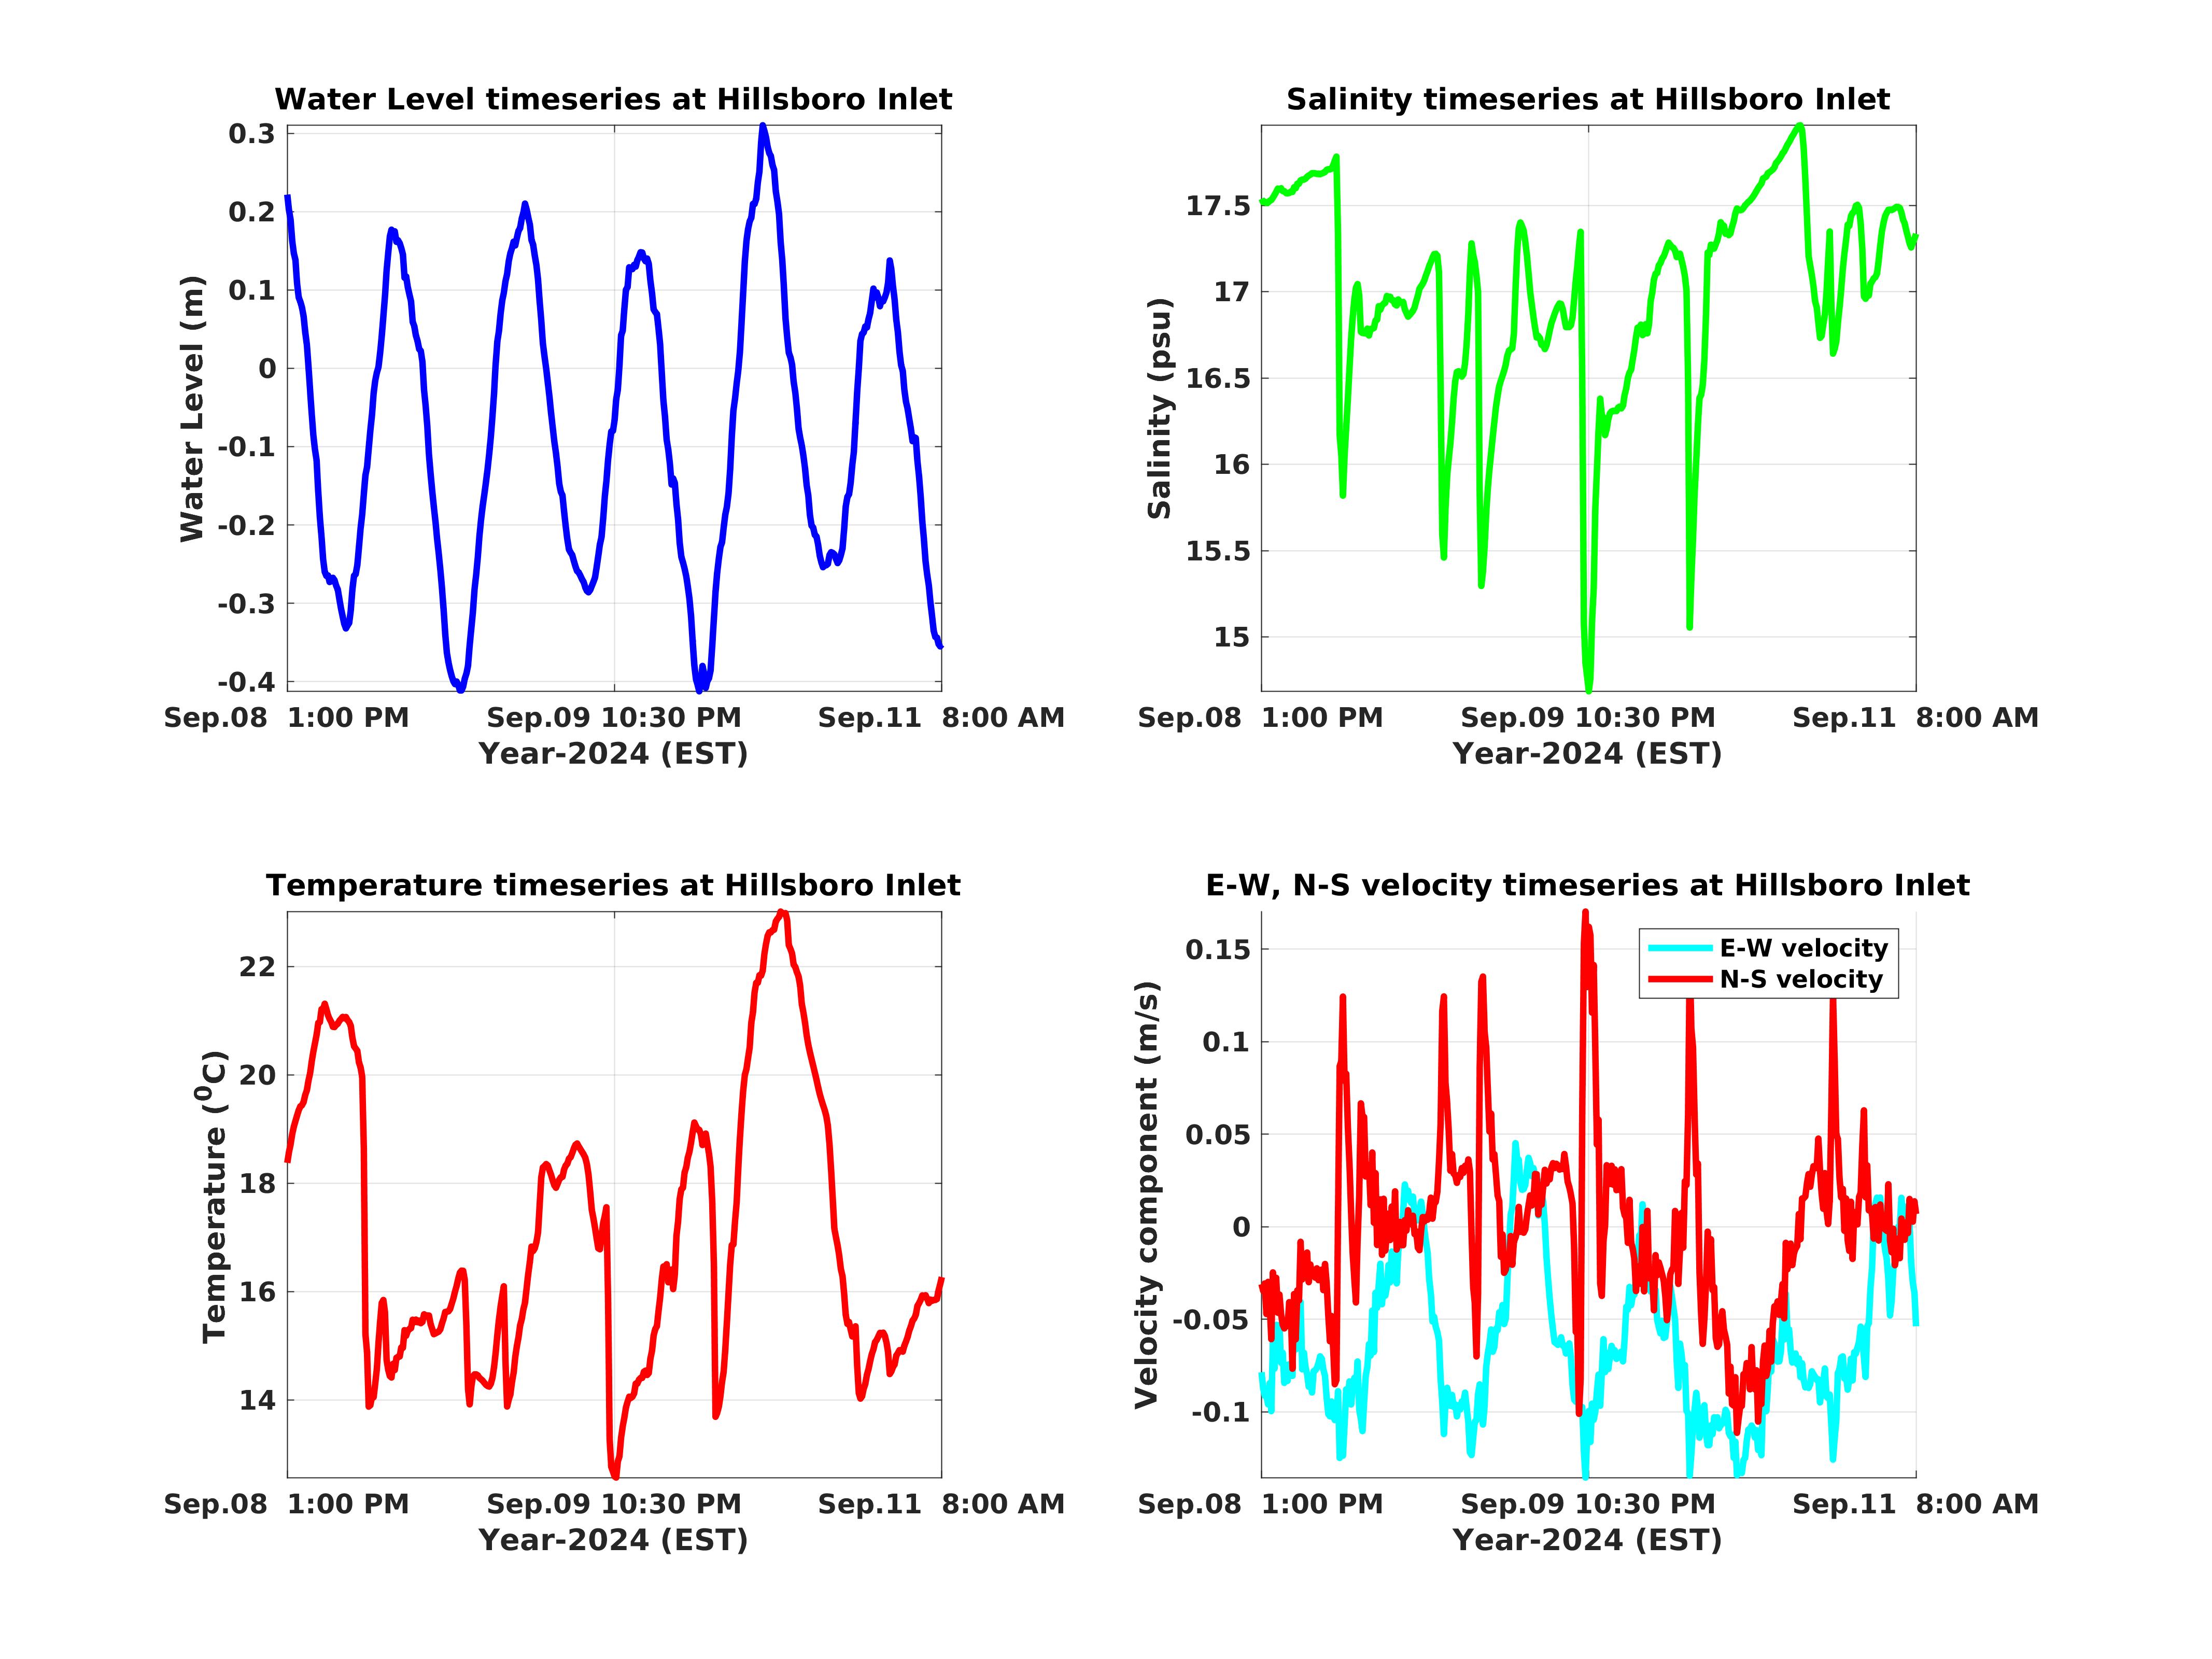 Water Level timeseries at Hillsboro Inlet
0.3
0.2
0.1
0
-0.1
-0.2
-0.3
-0.4
Water Level (m)
Sep.08 1:00 PM Sep.09 10:30 PM Sep.11 8:00 AM
Year-2024 (EST)
Salinity timeseries at Hillsboro Inlet
17.5
17
16.5
16
15.5
15
Salinity (psu)
Sep.08 1:00 PM Sep.09 10:30 PM Sep.11 8:00 AM
Year-2024 (EST)
Temperature timeseries at Hillsboro Inlet
22
20
18
16
14
Temperature (⁰C)
Sep.08 1:00 PM Sep.09 10:30 PM Sep.11 8:00 AM
Year-2024 (EST)
E-W, N-S velocity timeseries at Hillsboro Inlet
E-W velocity
N-S velocity
0.15
0.1
0.05
0
-0.05
-0.1
Velocity component (m/s)
Sep.08 1:00 PM Sep.09 10:30 PM Sep.11 8:00 AM
Year-2024 (EST)